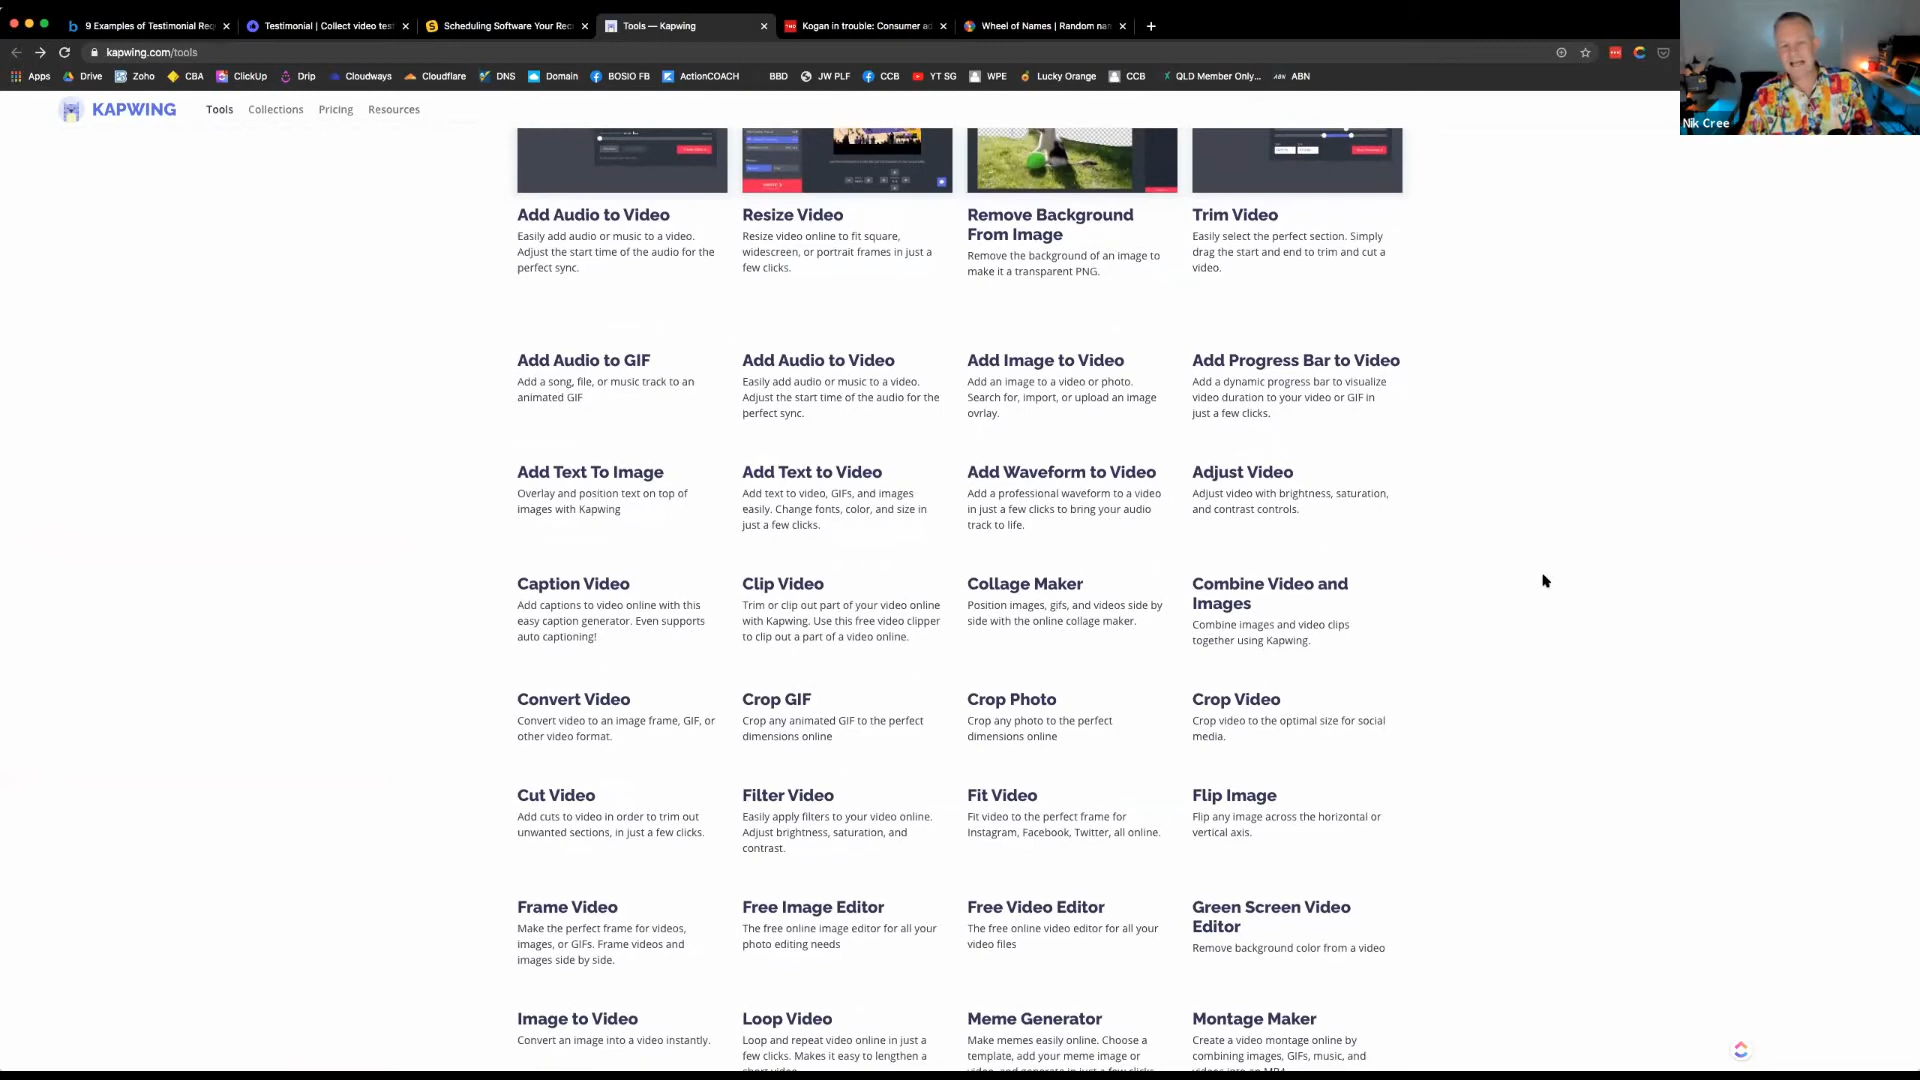 9 Examples of Testimonial Req
Testimonial | Collect video test
Scheduling Software Your Rec
Tools — Kapwing
Kogan in trouble: Consumer ad
Wheel of Names | Random nam
kapwing.com/tools
Apps
Drive
Zoho
CBA
ClickUp
Drip
Cloudways
Cloudflare
DNS
Domain
BOSIO FB
ActionCOACH
BBD
JW PLF
CCB
YT SG
WPE
Lucky Orange
CCB
QLD Member Only...
ABN
Nik Cree
KAPWING
Tools
Collections
Pricing
Resources
Add Audio to Video
Easily add audio or music to a video.
Adjust the start time of the audio for the
perfect sync.
Resize Video
Resize video online to fit square,
widescreen, or portrait frames in just a
few clicks.
Remove Background
From Image
Remove the background of an image to
make it a transparent PNG.
Trim Video
Easily select the perfect section. Simply
drag the start and end to trim and cut a
video.
Add Audio to GIF
Add a song, file, or music track to an
animated GIF
Add Audio to Video
Easily add audio or music to a video.
Adjust the start time of the audio for the
perfect sync.
Add Image to Video
Add an image to a video or photo.
Search for, import, or upload an image
ovrlay.
Add Progress Bar to Video
Add a dynamic progress bar to visualize
video duration to your video or GIF in
just a few clicks.
Add Text To Image
Overlay and position text on top of
images with Kapwing
Add Text to Video
Add text to video, GIFs, and images
easily. Change fonts, color, and size in
just a few clicks.
Add Waveform to Video
Add a professional waveform to a video
in just a few clicks to bring your audio
track to life.
Adjust Video
Adjust video with brightness, saturation,
and contrast controls.
Caption Video
Add captions to video online with this
easy caption generator. Even supports
auto captioning!
Clip Video
Trim or clip out part of your video online
with Kapwing. Use this free video clipper
to clip out a part of a video online.
Collage Maker
Position images, gifs, and videos side by
side with the online collage maker.
Combine Video and
Images
Combine images and video clips
together using Kapwing.
Convert Video
Convert video to an image frame, GIF, or
other video format.
Crop GIF
Crop any animated GIF to the perfect
dimensions online
Crop Photo
Crop any photo to the perfect
dimensions online
Crop Video
Crop video to the optimal size for social
media.
Cut Video
Add cuts to video in order to trim out
unwanted sections, in just a few clicks.
Filter Video
Easily apply filters to your video online.
Adjust brightness, saturation, and
contrast.
Fit Video
Fit video to the perfect frame for
Instagram, Facebook, Twitter, all online.
Flip Image
Flip any image across the horizontal or
vertical axis.
Frame Video
Make the perfect frame for videos,
images, or GIFs. Frame videos and
images side by side.
Free Image Editor
The free online image editor for all your
photo editing needs
Free Video Editor
The free online video editor for all your
video files
Green Screen Video
Editor
Remove background color from a video
Image to Video
Convert an image into a video instantly.
Loop Video
Loop and repeat video online in just a
few clicks. Makes it easy to lengthen a
short video.
Meme Generator
Make memes easily online. Choose a
template, add your meme image or
video, and generate in just a few clicks.
Montage Maker
Create a video montage online by
combining images, GIFs, music, and
videos into an MP4.